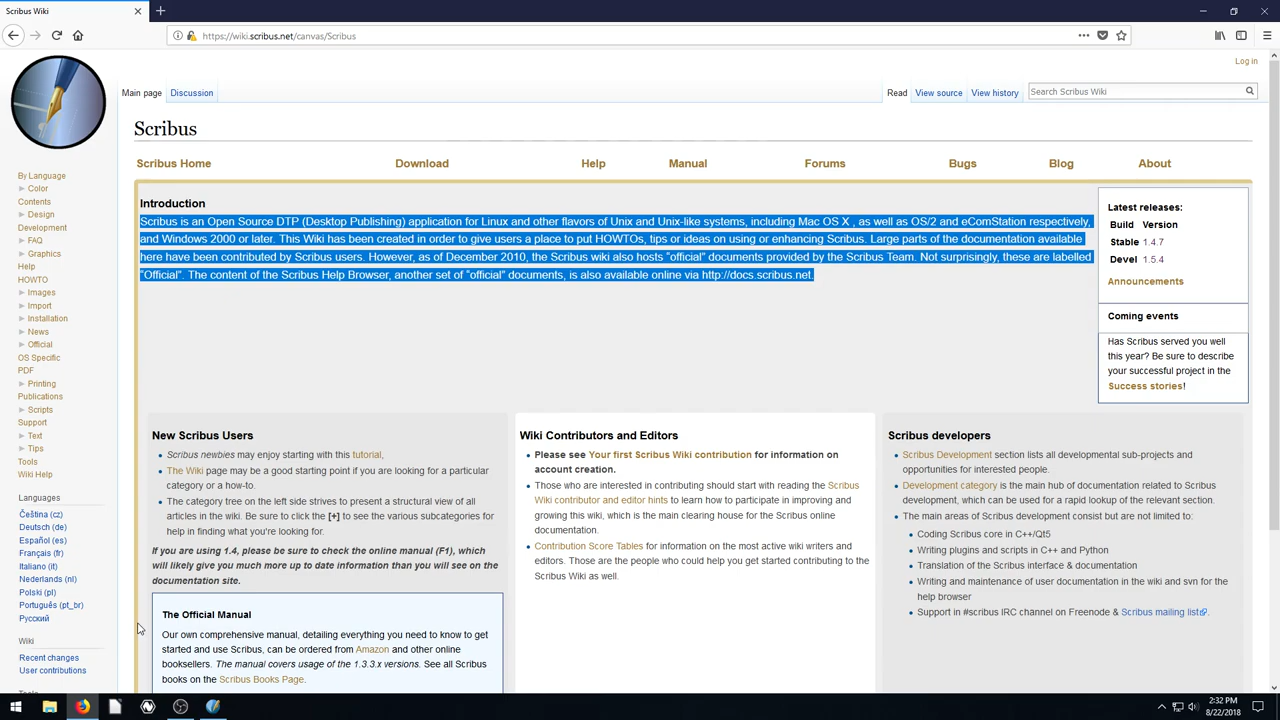 Scribus Wiki
https://wiki.scribus.net/canvas/Scribus
Log in
Main page
Discussion
Read
View source
View history
Search Scribus Wiki
Scribus
Scribus Home
Download
Help
Manual
Forums
Bugs
Blog
About
By Language
Color
Contents
Design
Development
FAQ
Graphics
Help
HOWTO
Images
Import
Installation
News
Official
OS Specific
PDF
Printing
Publications
Scripts
Support
Text
Tips
Tools
Wiki Help
Languages
Čeština (cz)
Deutsch (de)
Español (es)
Français (fr)
Italiano (it)
Nederlands (nl)
Polski (pl)
Português (pt_br)
Русский
Wiki
Recent changes
User contributions
Tools
Introduction
Scribus is an Open Source DTP (Desktop Publishing) application for Linux and other flavors of Unix and Unix-like systems, including Mac OS X , as well as OS/2 and eComStation respectively,
and Windows 2000 or later. This Wiki has been created in order to give users a place to put HOWTOs, tips or ideas on using or enhancing Scribus. Large parts of the documentation available
here have been contributed by Scribus users. However, as of December 2010, the Scribus wiki also hosts "official" documents provided by the Scribus Team. Not surprisingly, these are labelled
"Official". The content of the Scribus Help Browser, another set of "official" documents, is also available online via http://docs.scribus.net.
Latest releases:
Build Version
Stable 1.4.7
Devel 1.5.4
Announcements
Coming events
Has Scribus served you well
this year? Be sure to describe
your successful project in the
Success stories!
New Scribus Users
Scribus newbies may enjoy starting with this tutorial,
The Wiki page may be a good starting point if you are looking for a particular
category or a how-to.
The category tree on the left side strives to present a structural view of all
articles in the wiki. Be sure to click the [+] to see the various subcategories for
help in finding what you're looking for.
If you are using 1.4, please be sure to check the online manual (F1), which
will likely give you much more up to date information than you will see on the
documentation site.
The Official Manual
Our own comprehensive manual, detailing everything you need to know to get
started and use Scribus, can be ordered from Amazon and other online
booksellers. The manual covers usage of the 1.3.3.x versions. See all Scribus
books on the Scribus Books Page.
Wiki Contributors and Editors
Please see Your first Scribus Wiki contribution for information on
account creation.
Those who are interested in contributing should start with reading the Scribus
Wiki contributor and editor hints to learn how to participate in improving and
growing this wiki, which is the main clearing house for the Scribus online
documentation.
Contribution Score Tables for information on the most active wiki writers and
editors. Those are the people who could help you get started contributing to the
Scribus Wiki as well.
Scribus developers
Scribus Development section lists all developmental sub-projects and
opportunities for interested people.
Development category is the main hub of documentation related to Scribus
development, which can be used for a rapid lookup of the relevant section.
The main areas of Scribus development consist but are not limited to:
Coding Scribus core in C++/Qt5
Writing plugins and scripts in C++ and Python
Translation of the Scribus interface & documentation
Writing and maintenance of user documentation in the wiki and svn for the
help browser
Support in #scribus IRC channel on Freenode & Scribus mailing list.
2:32 PM
8/22/2018